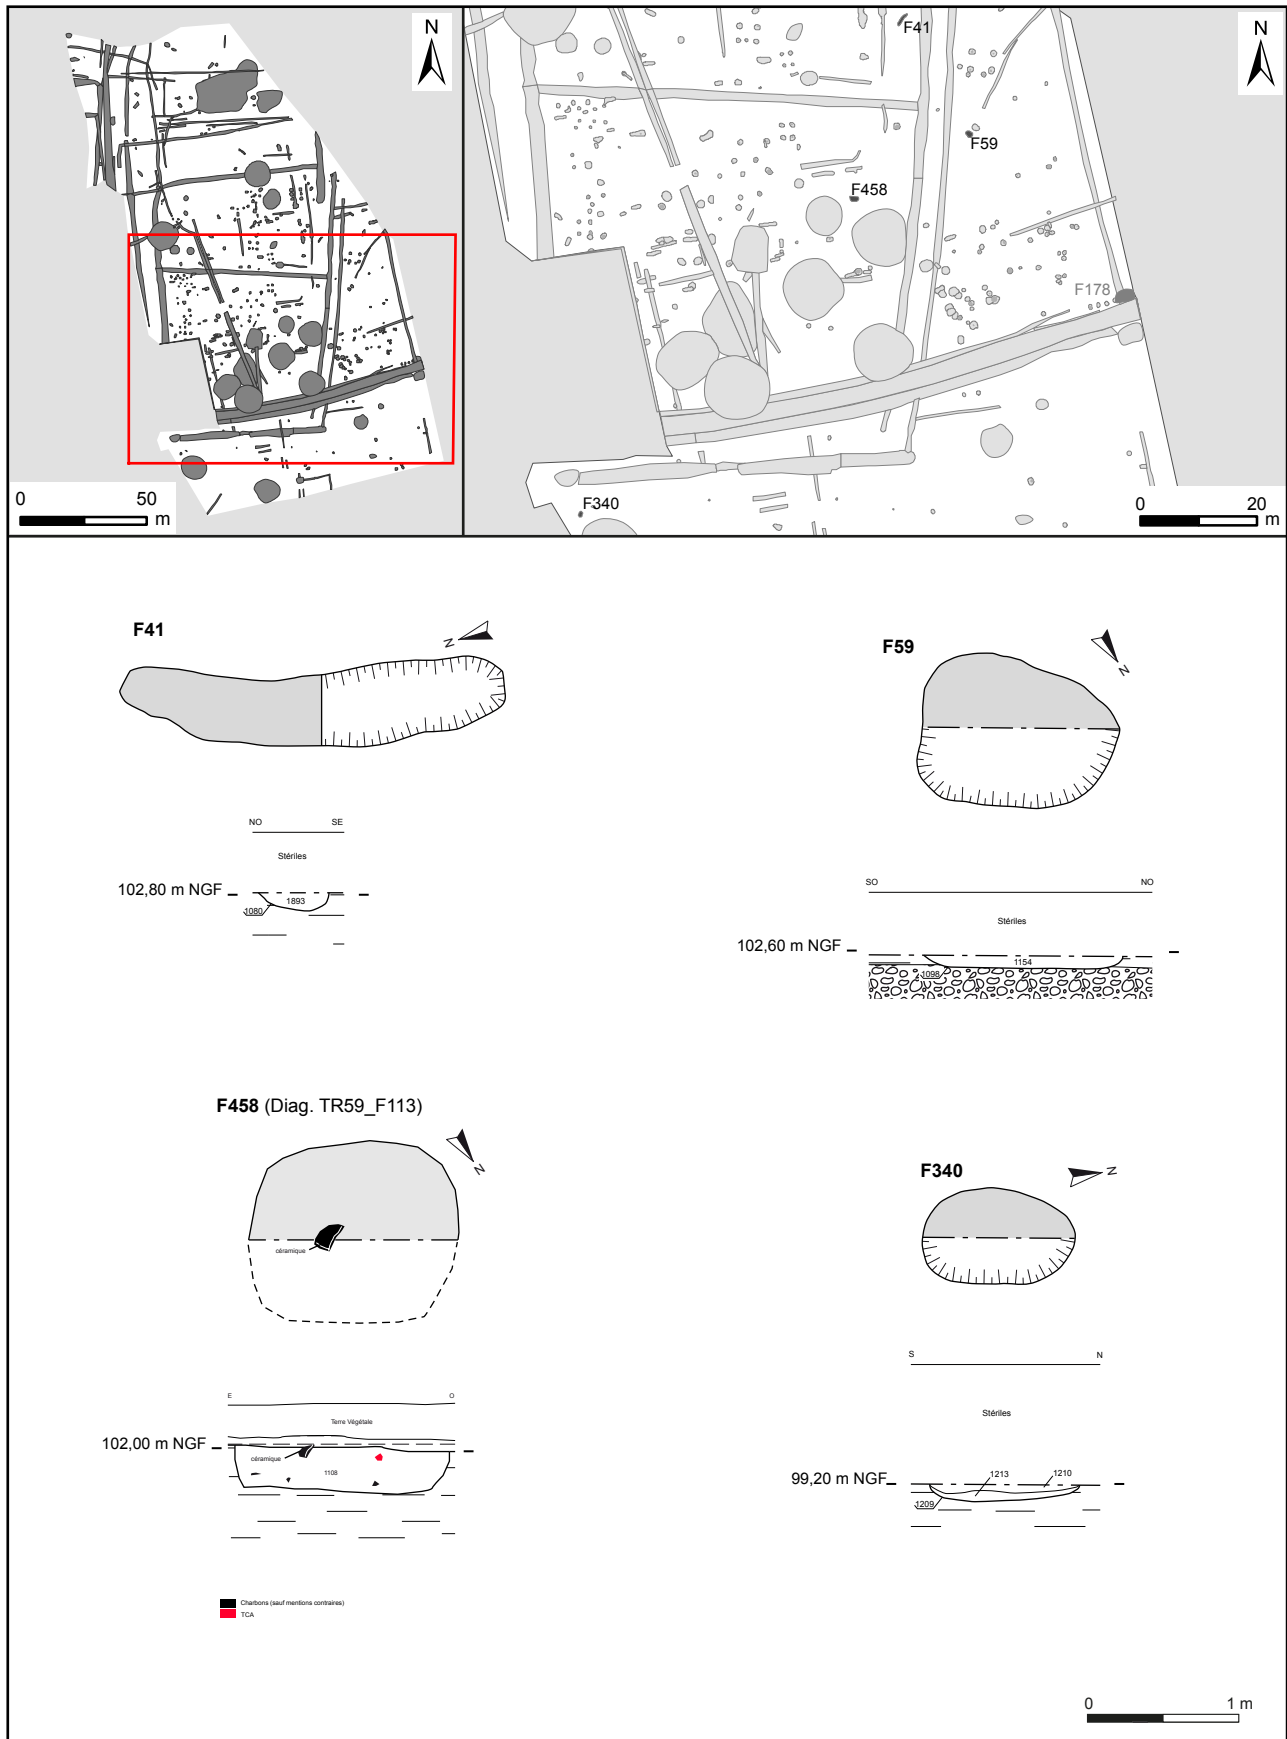 N
0 50
m
N
F41
F59
F458
F178
F340
0 20
m
F41
N
NO SE
Stériles
102,80 m NGF
1893
1080
F59
N
SO NO
Stériles
102,60 m NGF
1154
1098
F458 (Diag. TR59_F113)
N
céramique
E O
Terre Végétale
102,00 m NGF
céramique
1108
Charbons (sauf mentions contraires)
TCA
F340
N
S N
Stériles
99,20 m NGF
1213 1210
1209
0 1 m